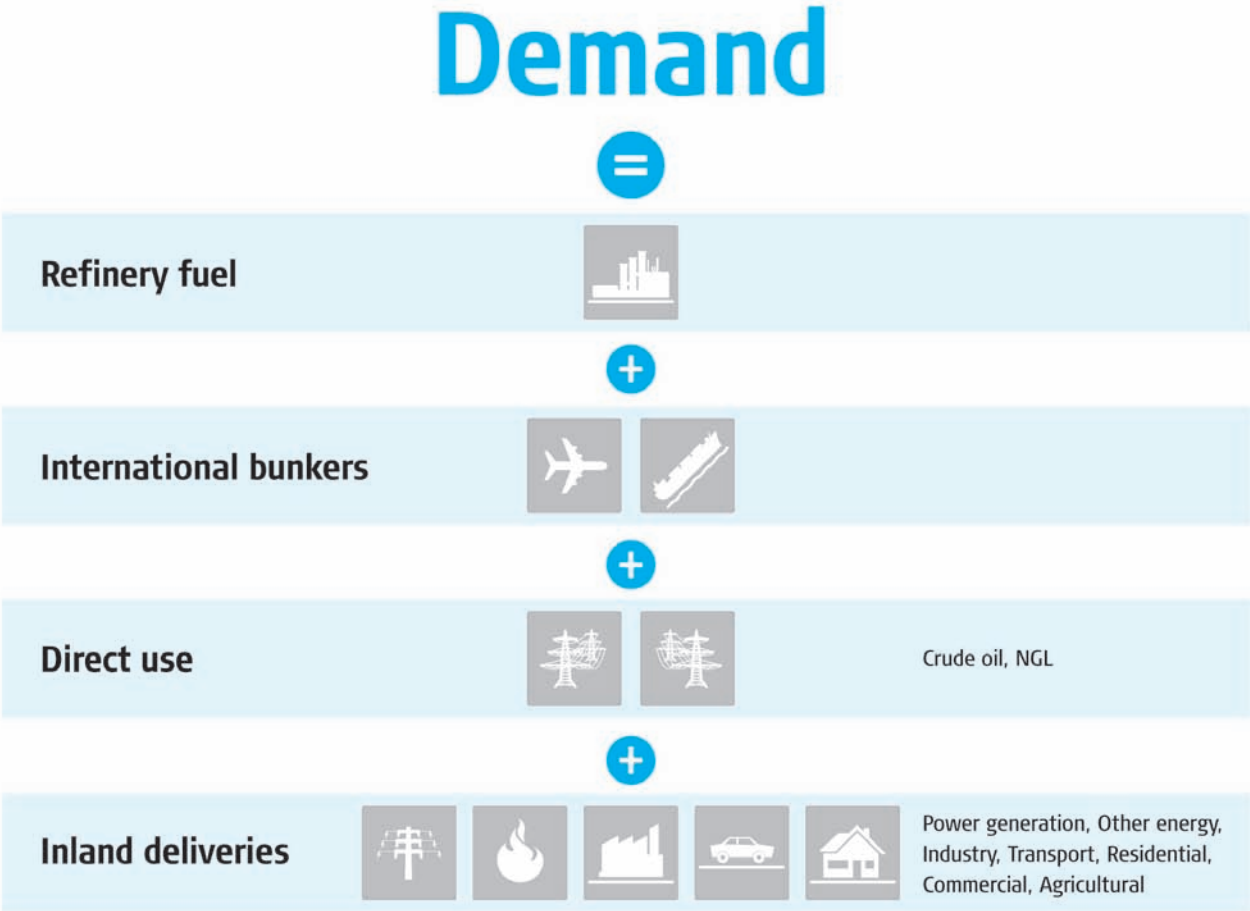 Demand
=
Refinery fuel
+
International bunkers
+
Direct use
Crude oil, NGL
+
Inland deliveries
Power generation, Other energy,
Industry, Transport, Residential,
Commercial, Agricultural